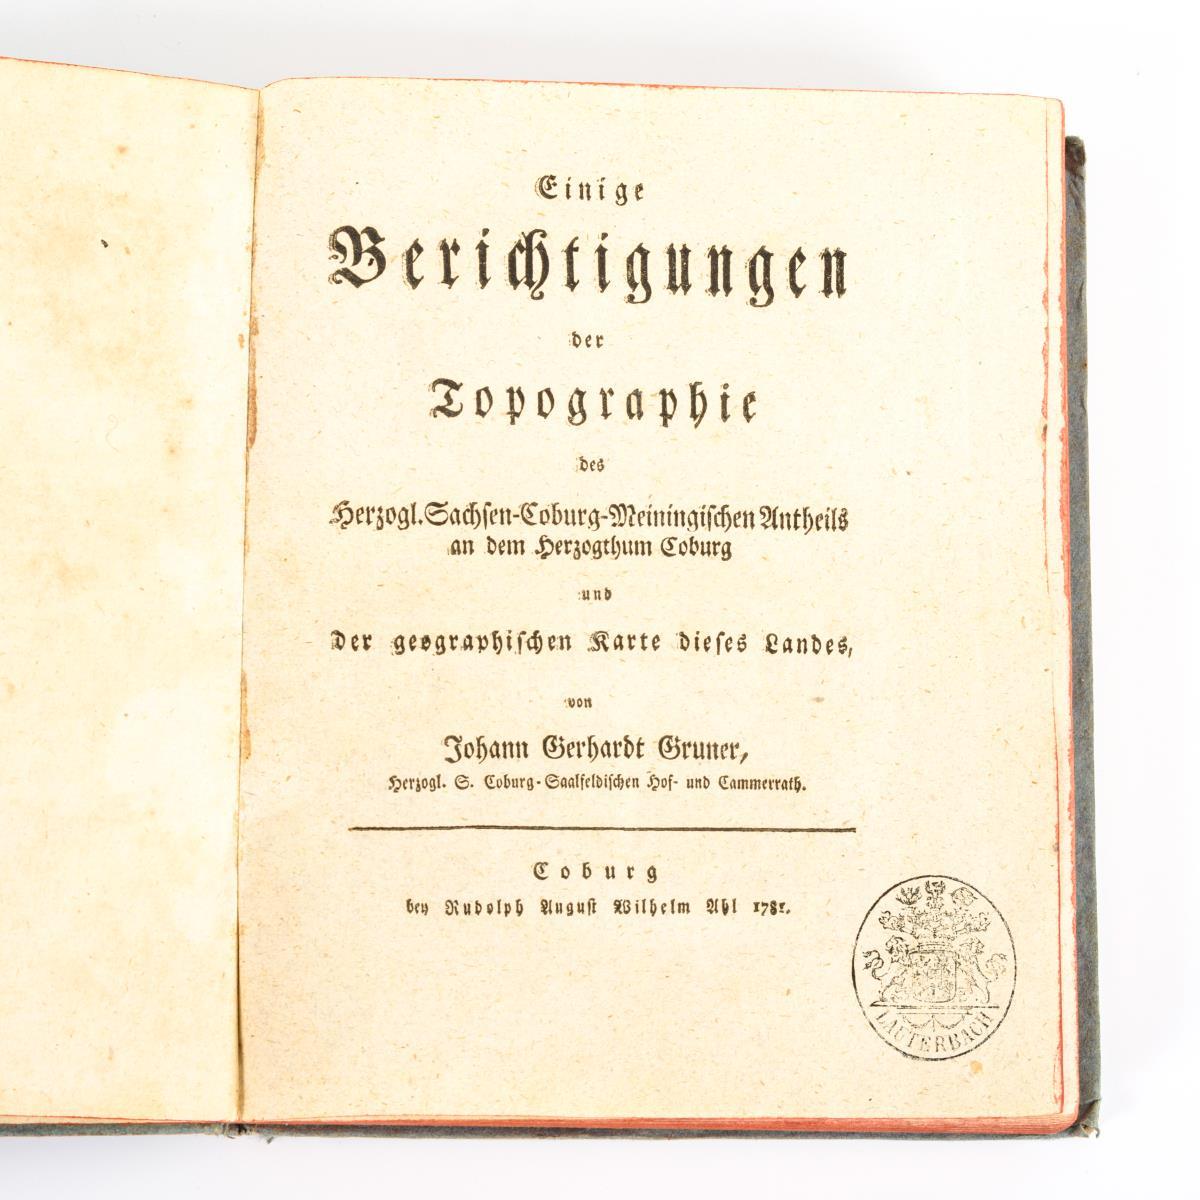 Einige
Berichtigungen
der
Topographie
des
Herzogl. Sachsen-Coburg-Meiningischen Antheils
an dem Herzogthum Coburg
und
der geographischen Karte dieses Landes,
von
Johann Gerhardt Gruner,
Herzogl. S. Coburg-Saalfeldischen Hof- und Cammerrath.
Coburg
bey Rudolph August Wilhelm Ahl 1781.
LAUTERBACH